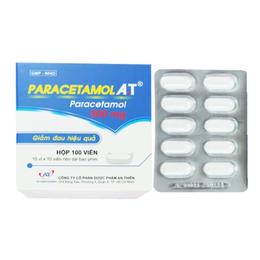 GMP - WHO
PARACETAMOL AT®
Paracetamol
500 mg
Giảm đau hiệu quả
HỘP 100 VIÊN
10 vỉ x 10 viên nén dài bao phim
AT
CÔNG TY CỔ PHẦN DƯỢC PHẨM AN THIÊN